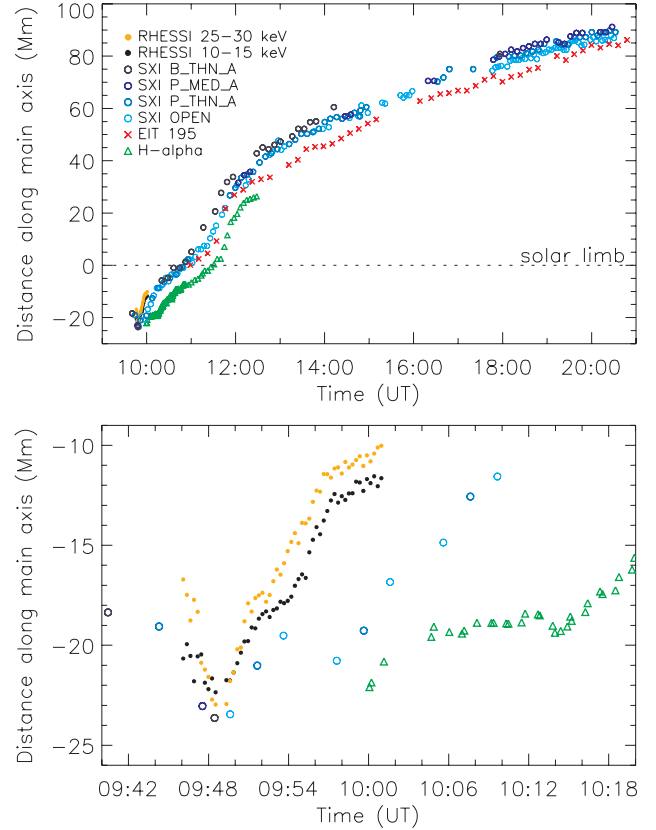 100
80
60
40
20
0
−20
Distance along main axis (Mm)
RHESSI 25−30 keV
RHESSI 10−15 keV
SXI B_THN_A
SXI P_MED_A
SXI P_THN_A
SXI OPEN
EIT 195
H−alpha
solar limb
10:00 12:00 14:00 16:00 18:00 20:00
Time (UT)
−10
−15
−20
−25
Distance along main axis (Mm)
09:42 09:48 09:54 10:00 10:06 10:12 10:18
Time (UT)